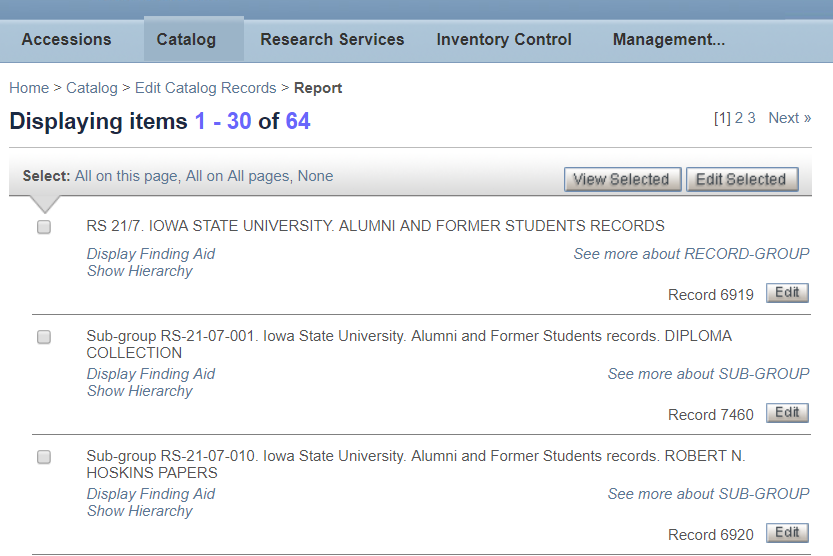 Accessions Catalog Research Services Inventory Control Management...
Home > Catalog > Edit Catalog Records > Report
Displaying items 1 - 30 of 64
[1] 2 3 Next »
Select: All on this page, All on All pages, None
View Selected Edit Selected
RS 21/7. IOWA STATE UNIVERSITY. ALUMNI AND FORMER STUDENTS RECORDS
Display Finding Aid See more about RECORD-GROUP
Show Hierarchy
Record 6919 Edit
Sub-group RS-21-07-001. Iowa State University. Alumni and Former Students records. DIPLOMA
COLLECTION
Display Finding Aid See more about SUB-GROUP
Show Hierarchy
Record 7460 Edit
Sub-group RS-21-07-010. Iowa State University. Alumni and Former Students records. ROBERT N.
HOSKINS PAPERS
Display Finding Aid See more about SUB-GROUP
Show Hierarchy
Record 6920 Edit